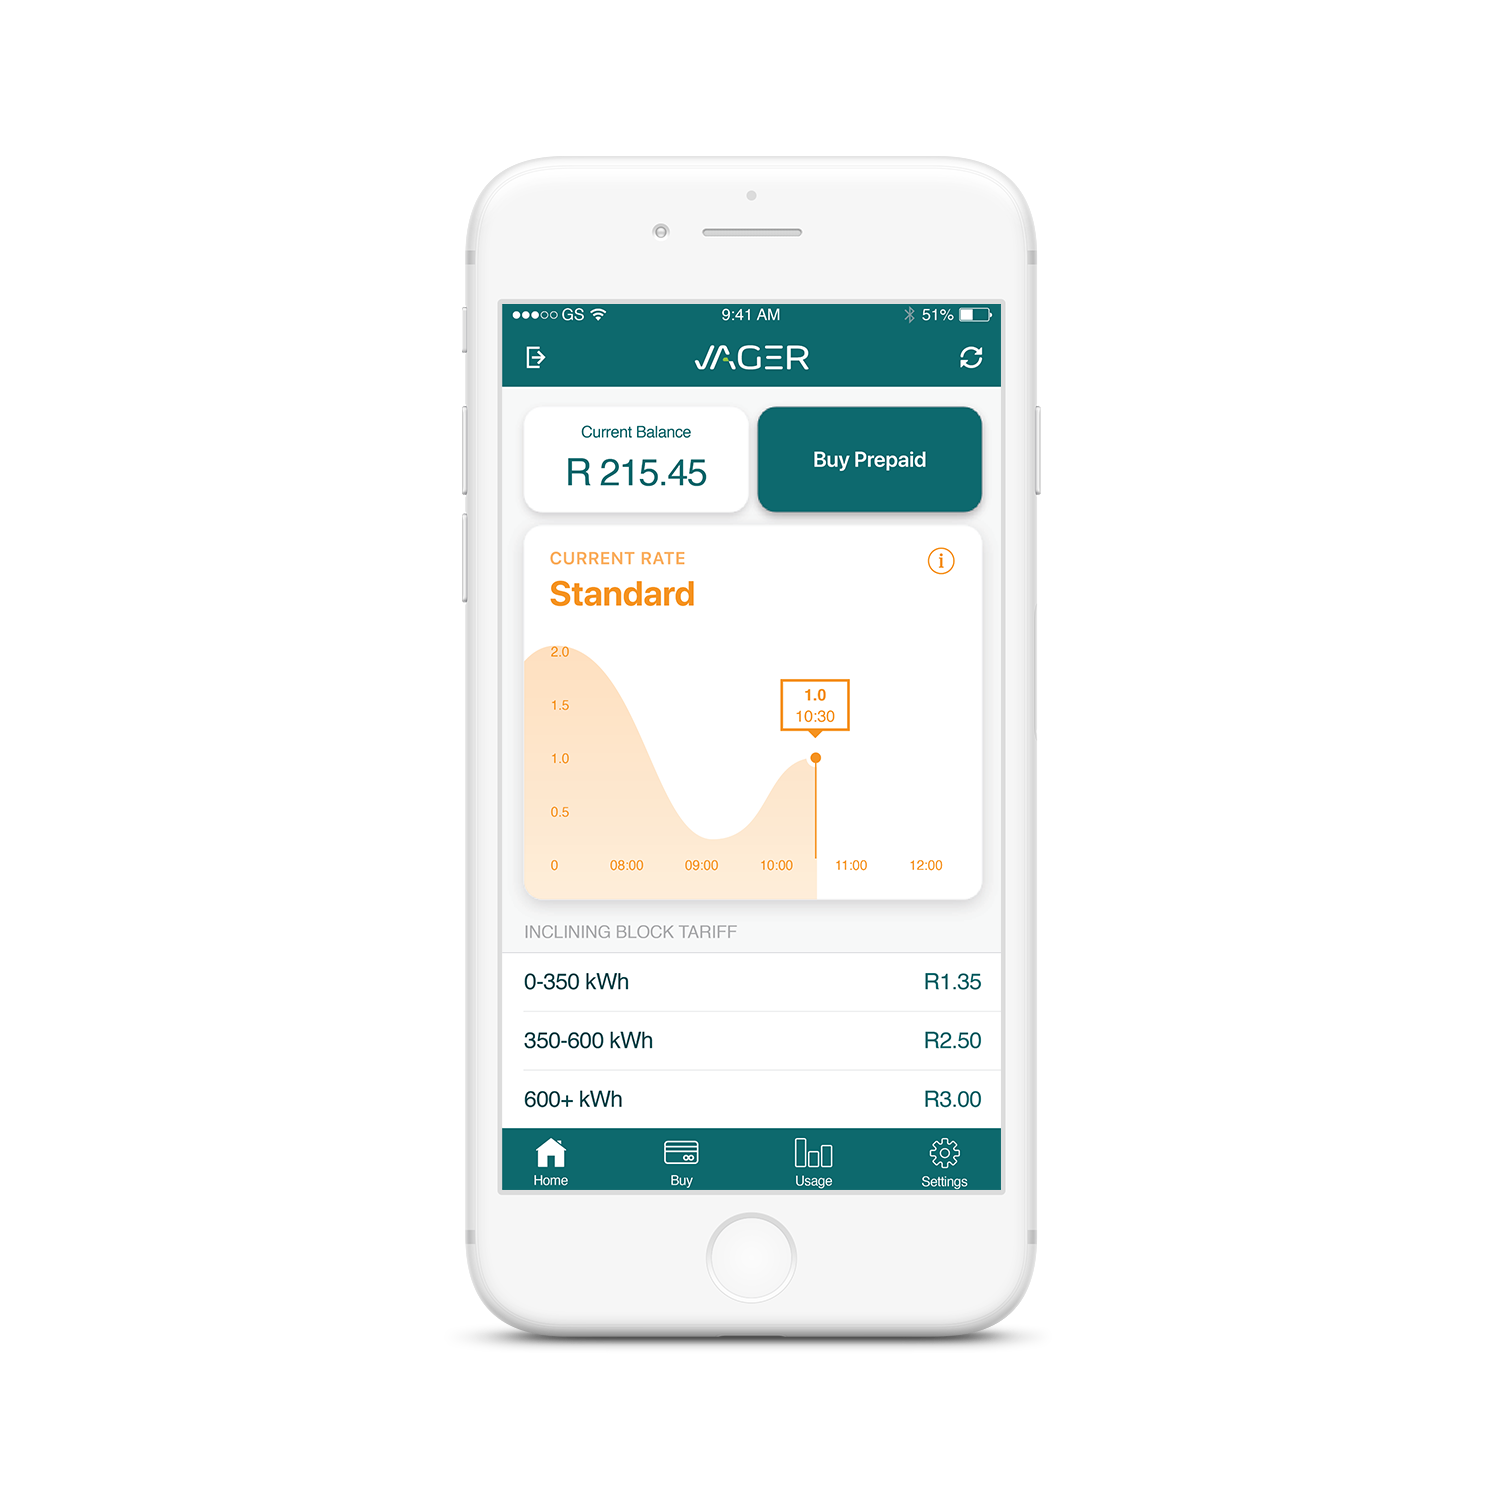 GS 9:41 AM 51%
JAGER
Current Balance
R 215.45
Buy Prepaid
CURRENT RATE
Standard
2.0
1.5
1.0
0.5
1.0
10:30
0 08:00 09:00 10:00 11:00 12:00
INCLINING BLOCK TARIFF
0-350 kWh R1.35
350-600 kWh R2.50
600+ kWh R3.00
Home Buy Usage Settings